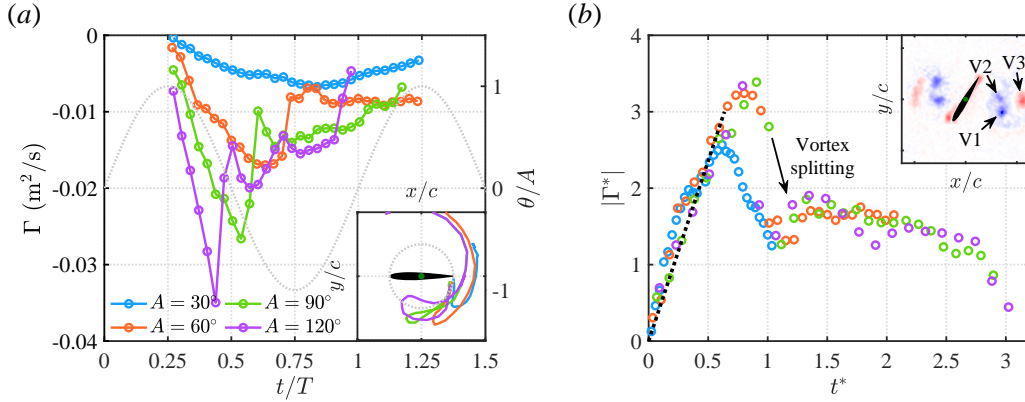 (a)
0
-0.01
-0.02
-0.03
-0.04
Γ (m²/s)
0 0.25 0.5 0.75 1 1.25 1.5
t/T
1
0
-1
θ/A
x/c
y/c
A = 30° A = 90°
A = 60° A = 120°
(b)
4
3
2
1
0
|Γ*|
0 0.5 1 1.5 2 2.5 3
t*
Vortex
splitting
V2 V3
V1
y/c
x/c